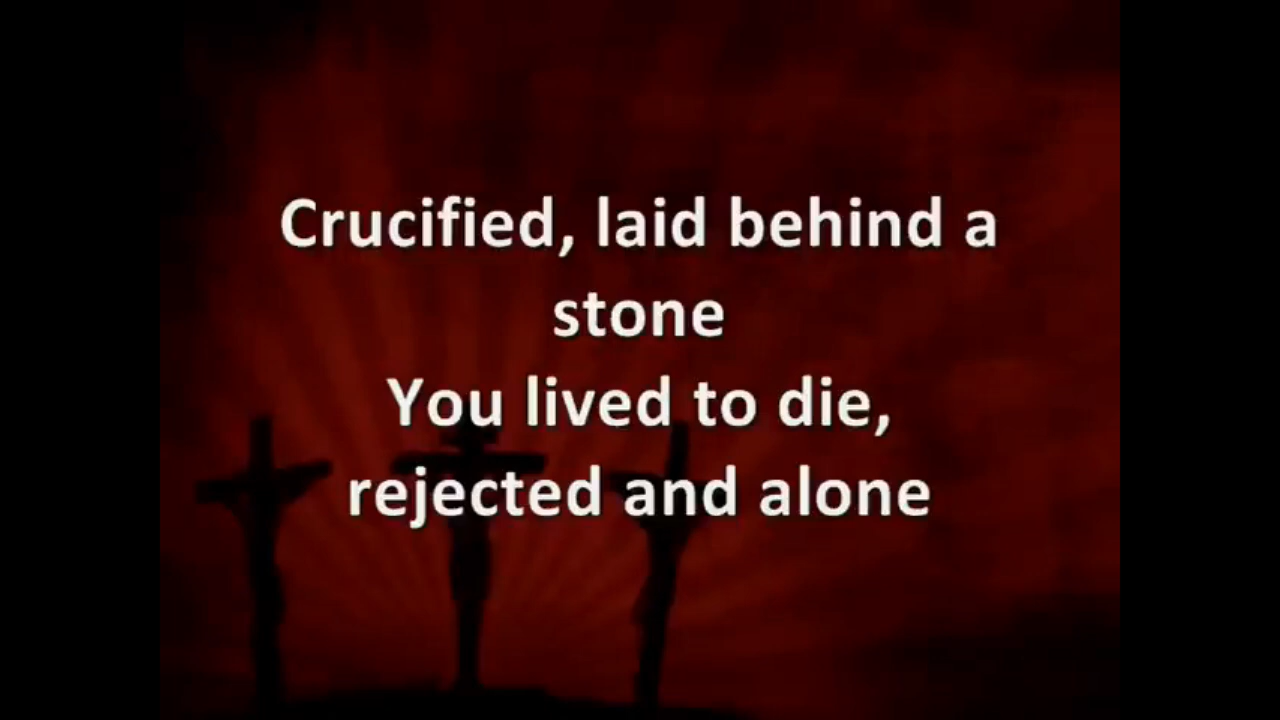 Crucified, laid behind a
stone
You lived to die,
rejected and alone